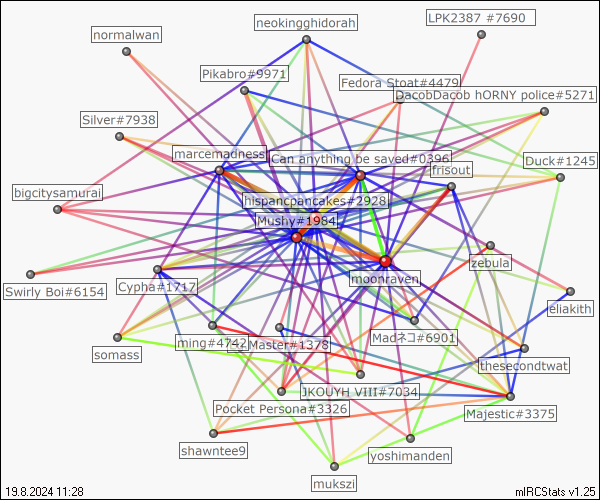 LPK2387 #7690
neokingghidorah
normalwan
Pikabro#9971
Fedora Stoat#4479
DacobDacob hORNY police#5271
Silver#7938
marcemadness
Can anything be saved#0396
frisout
Duck#1245
bigcitysamurai
hispancpancakes#2928
Mushy#1984
zebula
moonraven
Swirly Boi#6154
Cypha#1717
eliakith
Madネコ#6901
ming#4742
Master#1378
somass
thesecondtwat
JKOUYH VIII#7034
Pocket Persona#3326
Majestic#3375
shawntee9
yoshimanden
mukszi
19.8.2024 11:28
mIRCStats v1.25